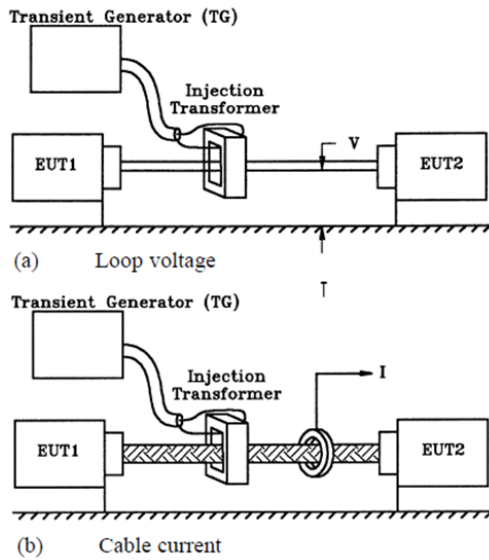 Transient Generator (TG)
Injection
Transformer
V
EUT1
EUT2
(a) Loop voltage
T
Transient Generator (TG)
Injection
Transformer
I
EUT1
EUT2
(b) Cable current